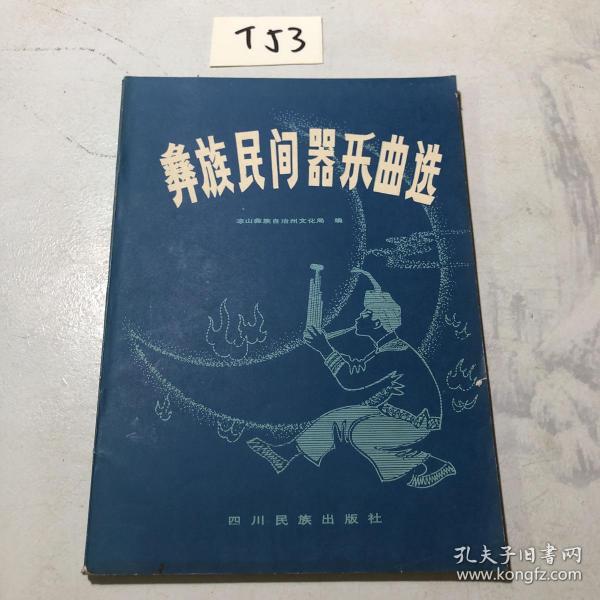 T53
彝族民间器乐曲选
凉山彝族自治州文化局 编
四川民族出版社
孔夫子旧书网
www.kongfz.com